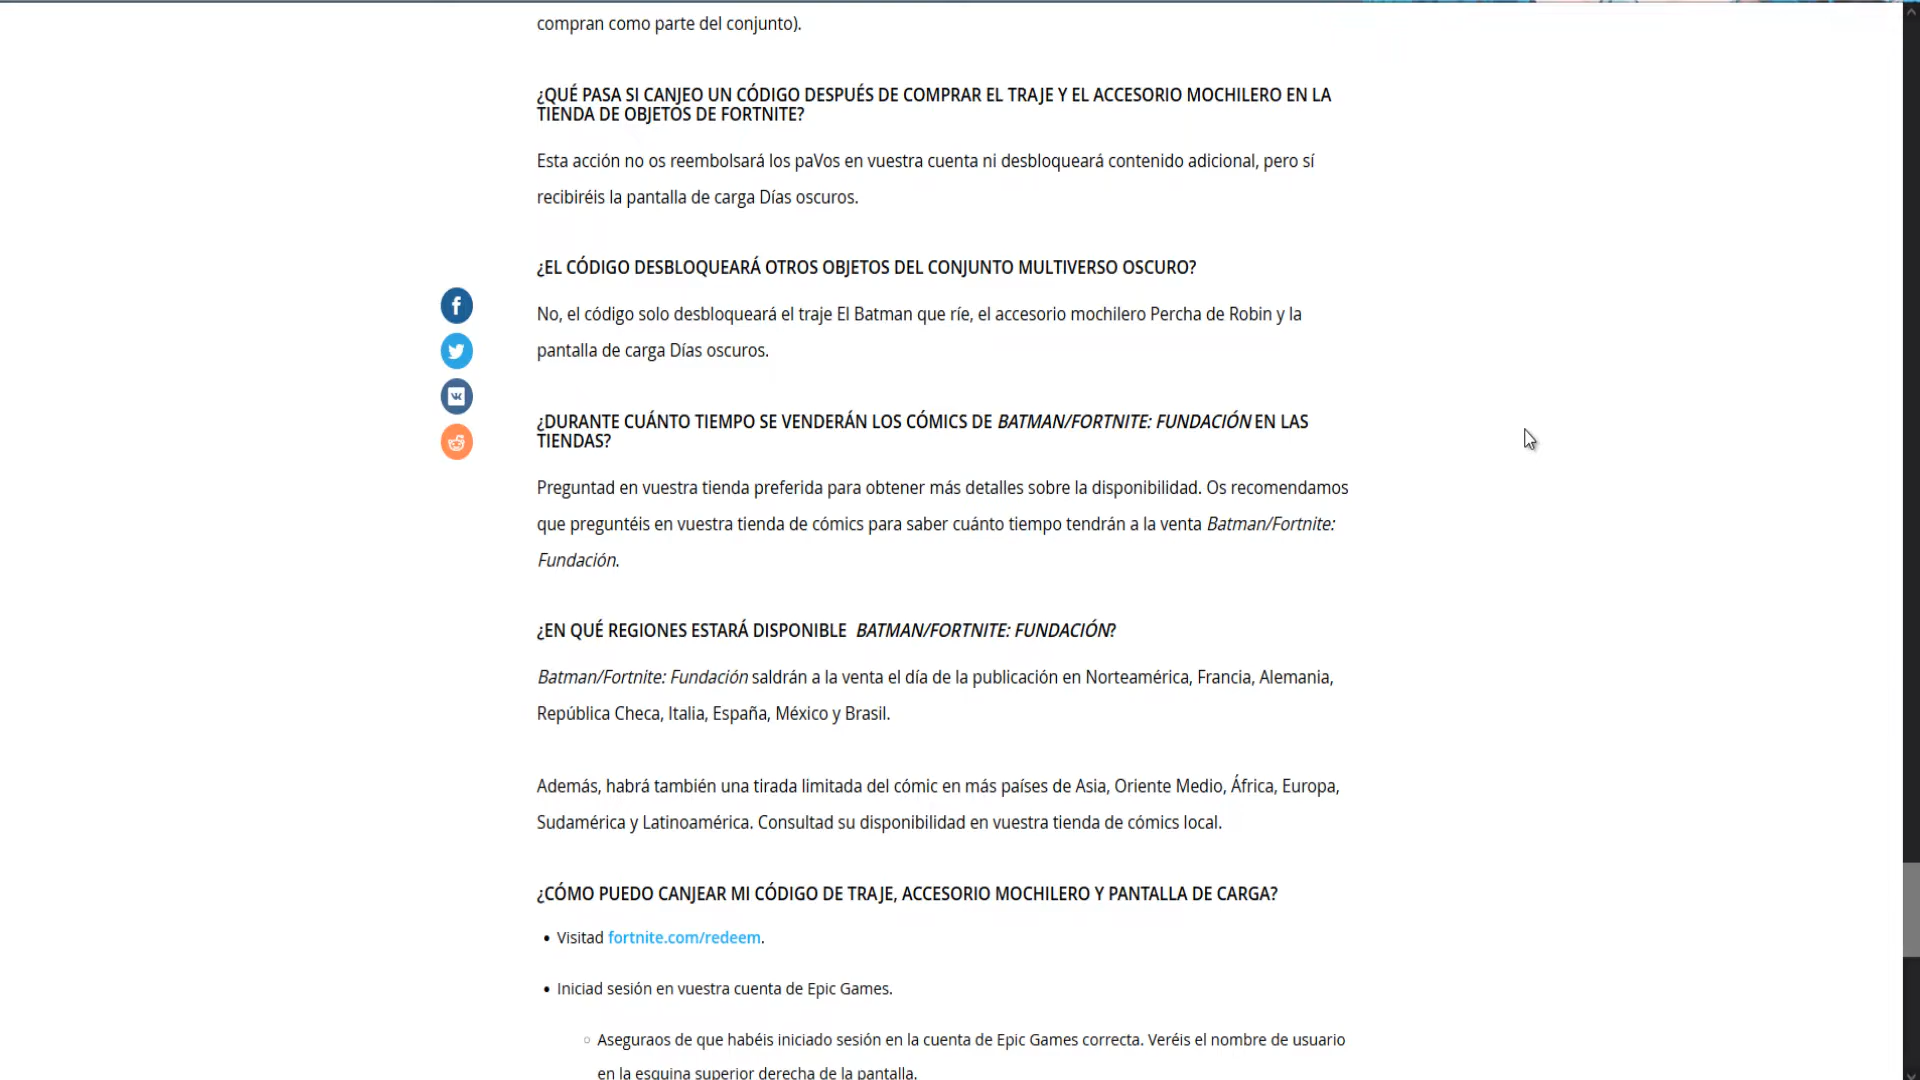 compran como parte del conjunto).
¿QUÉ PASA SI CANJEO UN CÓDIGO DESPUÉS DE COMPRAR EL TRAJE Y EL ACCESORIO MOCHILERO EN LA
TIENDA DE OBJETOS DE FORTNITE?
Esta acción no os reembolsará los paVos en vuestra cuenta ni desbloqueará contenido adicional, pero sí
recibiréis la pantalla de carga Días oscuros.
¿EL CÓDIGO DESBLOQUEARÁ OTROS OBJETOS DEL CONJUNTO MULTIVERSO OSCURO?
No, el código solo desbloqueará el traje El Batman que ríe, el accesorio mochilero Percha de Robin y la
pantalla de carga Días oscuros.
¿DURANTE CUÁNTO TIEMPO SE VENDERÁN LOS CÓMICS DE BATMAN/FORTNITE: FUNDACIÓN EN LAS
TIENDAS?
Preguntad en vuestra tienda preferida para obtener más detalles sobre la disponibilidad. Os recomendamos
que preguntéis en vuestra tienda de cómics para saber cuánto tiempo tendrán a la venta Batman/Fortnite:
Fundación.
¿EN QUÉ REGIONES ESTARÁ DISPONIBLE BATMAN/FORTNITE: FUNDACIÓN?
Batman/Fortnite: Fundación saldrán a la venta el día de la publicación en Norteamérica, Francia, Alemania,
República Checa, Italia, España, México y Brasil.
Además, habrá también una tirada limitada del cómic en más países de Asia, Oriente Medio, África, Europa,
Sudamérica y Latinoamérica. Consultad su disponibilidad en vuestra tienda de cómics local.
¿CÓMO PUEDO CANJEAR MI CÓDIGO DE TRAJE, ACCESORIO MOCHILERO Y PANTALLA DE CARGA?
• Visitad fortnite.com/redeem.
• Iniciad sesión en vuestra cuenta de Epic Games.
○ Aseguraos de que habéis iniciado sesión en la cuenta de Epic Games correcta. Veréis el nombre de usuario
en la esquina superior derecha de la pantalla.